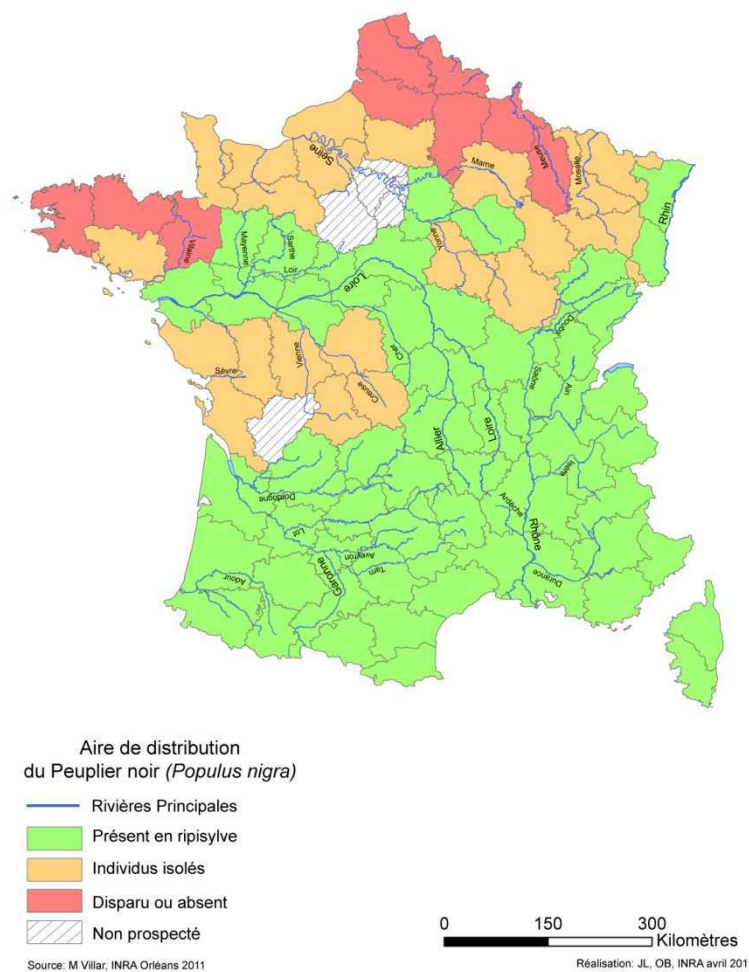 Seine
Marne
Meuse
Moselle
Rhin
Vilaine
Mayenne
Sarthe
Loir
Yonne
Loire
Cher
Doubs
Saône
Ain
Sèvre
Vienne
Creuse
Allier
Loire
Isère
Dordogne
Ardèche
Rhône
Lot
Aveyron
Tarn
Garonne
Adour
Durance
Aire de distribution
du Peuplier noir (Populus nigra)
Rivières Principales
Présent en ripisylve
Individus isolés
Disparu ou absent
Non prospecté
0 150 300
Kilomètres
Source: M Villar, INRA Orléans 2011
Réalisation: JL, OB, INRA avril 201